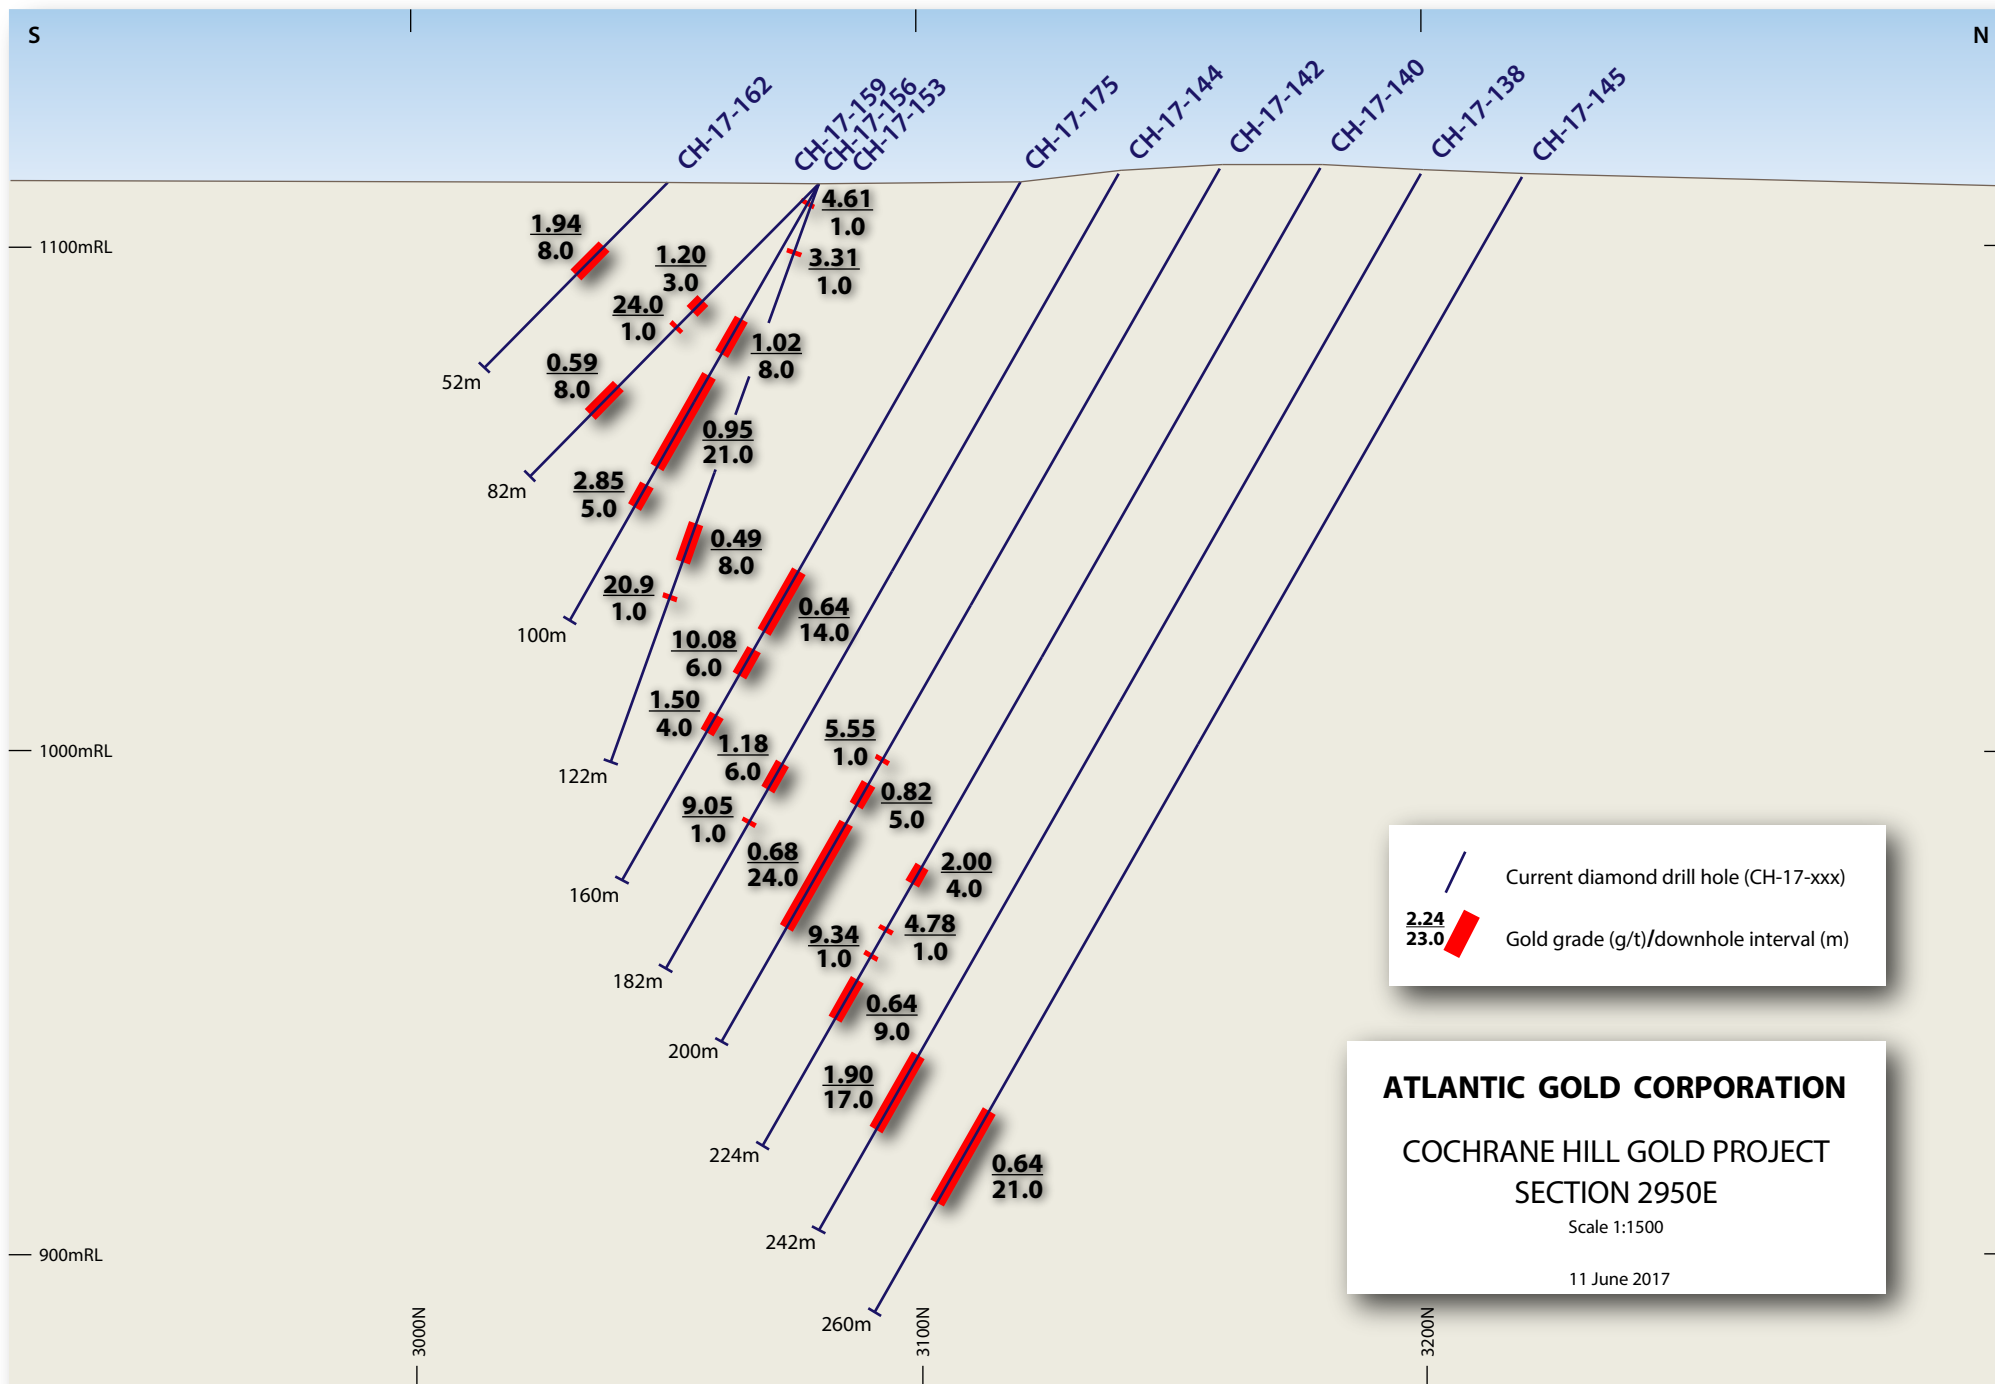 S
N
CH-17-162
CH-17-159
CH-17-156
CH-17-153
CH-17-175
CH-17-144
CH-17-142
CH-17-140
CH-17-138
CH-17-145
1100mRL
1000mRL
900mRL
1.94
8.0
52m
1.20
3.0
24.0
1.0
0.59
8.0
82m
4.61
1.0
3.31
1.0
1.02
8.0
0.95
21.0
2.85
5.0
100m
0.49
8.0
20.9
1.0
122m
0.64
14.0
10.08
6.0
1.50
4.0
160m
1.18
6.0
9.05
1.0
182m
5.55
1.0
0.82
5.0
0.68
24.0
200m
2.00
4.0
4.78
1.0
9.34
1.0
0.64
9.0
224m
1.90
17.0
242m
0.64
21.0
260m
3000N
3100N
3200N
Current diamond drill hole (CH-17-xxx)
2.24
23.0
Gold grade (g/t)/downhole interval (m)
ATLANTIC GOLD CORPORATION
COCHRANE HILL GOLD PROJECT
SECTION 2950E
Scale 1:1500
11 June 2017